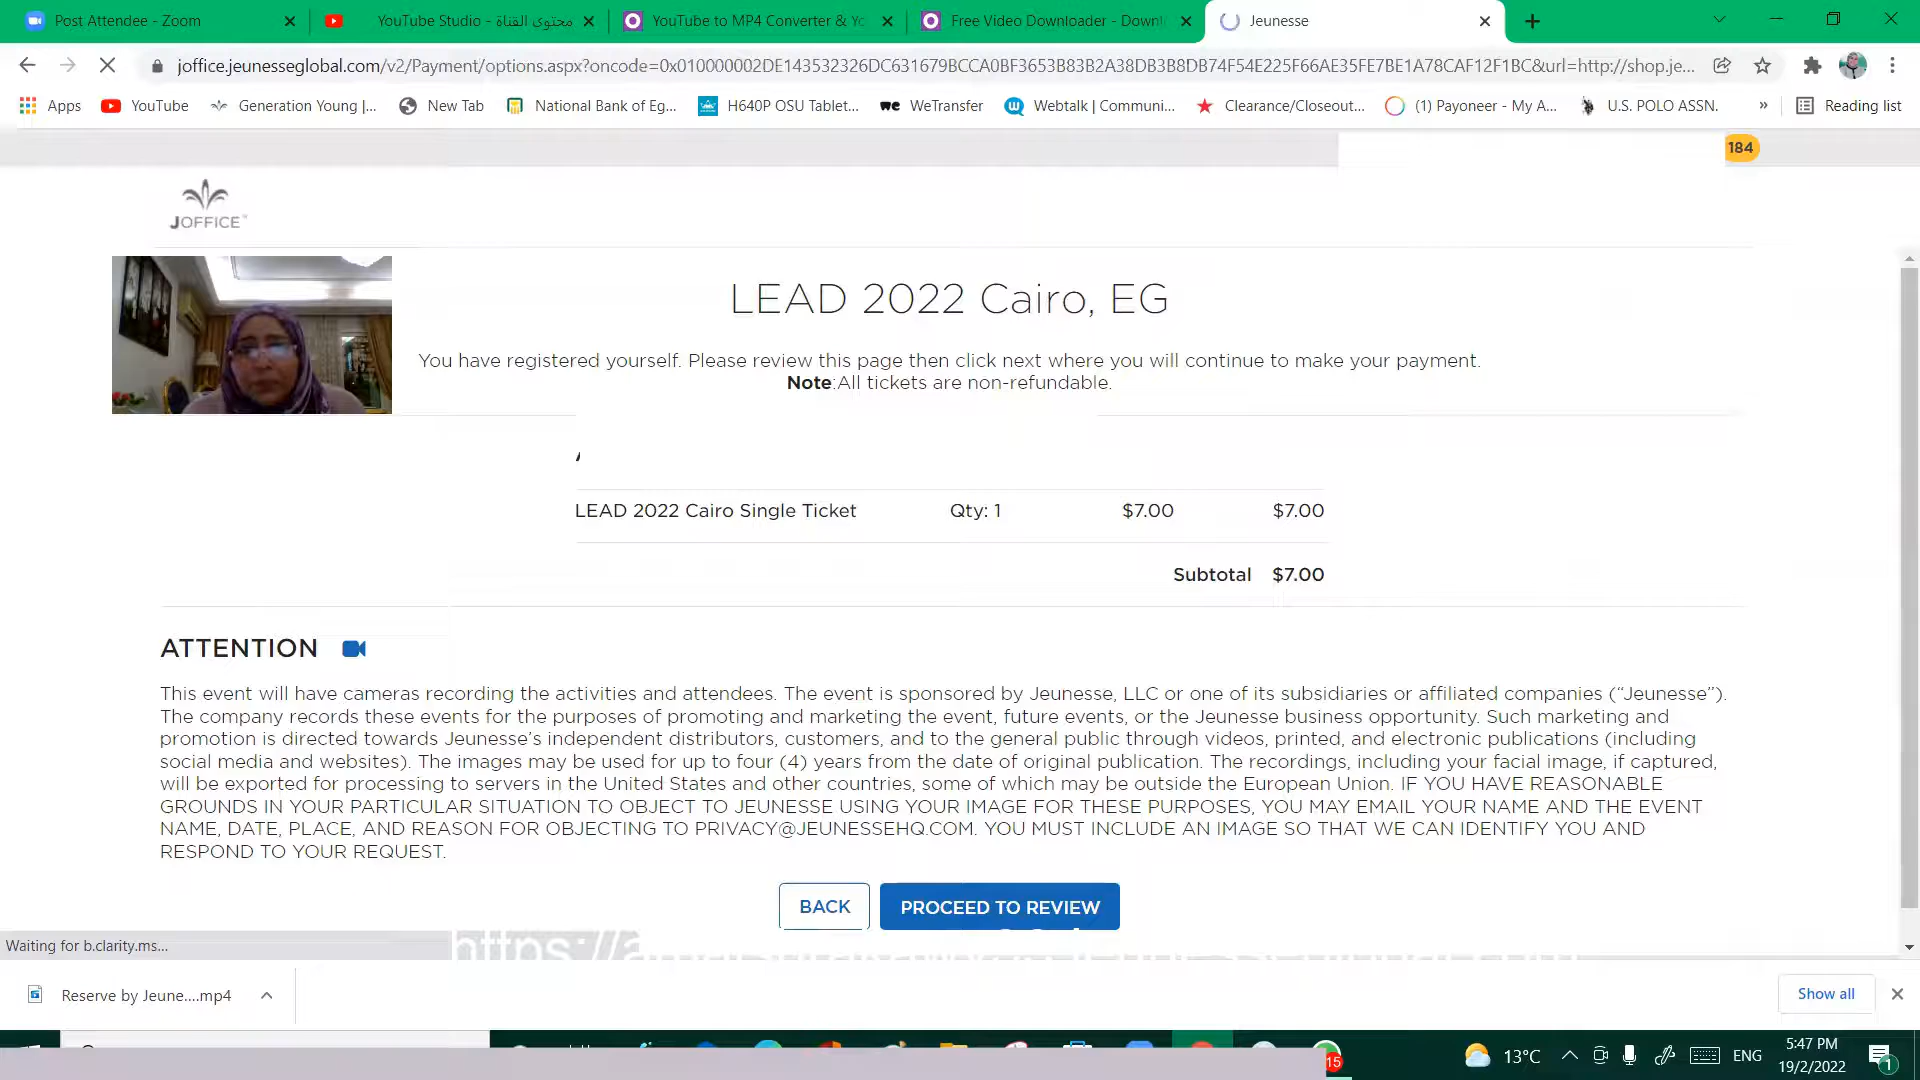 Post Attendee - Zoom
YouTube Studio - محتوى القناة
YouTube to MP4 Converter & Yo
Free Video Downloader - Downl
Jeunesse
joffice.jeunesseglobal.com/v2/Payment/options.aspx?oncode=0x010000002DE143532326DC631679BCCA0BF3653B83B2A38DB3B8DB74F54E225F66AE35FE7BE1A78CAF12F1BC&url=http://shop.je...
Apps
YouTube
Generation Young |...
New Tab
National Bank of Eg...
H640P OSU Tablet...
WeTransfer
Webtalk | Communi...
Clearance/Closeout...
(1) Payoneer - My A...
U.S. POLO ASSN.
»
Reading list
184
JOFFICE
LEAD 2022 Cairo, EG
You have registered yourself. Please review this page then click next where you will continue to make your payment.
Note:All tickets are non-refundable.
LEAD 2022 Cairo Single Ticket Qty: 1 $7.00 $7.00
Subtotal $7.00
ATTENTION
This event will have cameras recording the activities and attendees. The event is sponsored by Jeunesse, LLC or one of its subsidiaries or affiliated companies (“Jeunesse”).
The company records these events for the purposes of promoting and marketing the event, future events, or the Jeunesse business opportunity. Such marketing and
promotion is directed towards Jeunesse’s independent distributors, customers, and to the general public through videos, printed, and electronic publications (including
social media and websites). The images may be used for up to four (4) years from the date of original publication. The recordings, including your facial image, if captured,
will be exported for processing to servers in the United States and other countries, some of which may be outside the European Union. IF YOU HAVE REASONABLE
GROUNDS IN YOUR PARTICULAR SITUATION TO OBJECT TO JEUNESSE USING YOUR IMAGE FOR THESE PURPOSES, YOU MAY EMAIL YOUR NAME AND THE EVENT
NAME, DATE, PLACE, AND REASON FOR OBJECTING TO PRIVACY@JEUNESSEHQ.COM. YOU MUST INCLUDE AN IMAGE SO THAT WE CAN IDENTIFY YOU AND
RESPOND TO YOUR REQUEST.
BACK
PROCEED TO REVIEW
Waiting for b.clarity.ms...
https://
Reserve by Jeune....mp4
Show all
15
13°C
ENG
5:47 PM
19/2/2022
1